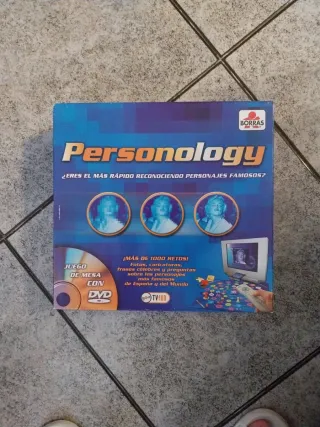 BORRAS
Personology
¿ERES EL MÁS RÁPIDO RECONOCIENDO PERSONAJES FAMOSOS?
¡MÁS DE 1000 RETOS!
Fotos, caricaturas,
frases célebres y preguntas
sobre los personajes
más famosos
de España y del Mundo
JUEGO
DE MESA
CON
DVD
TV